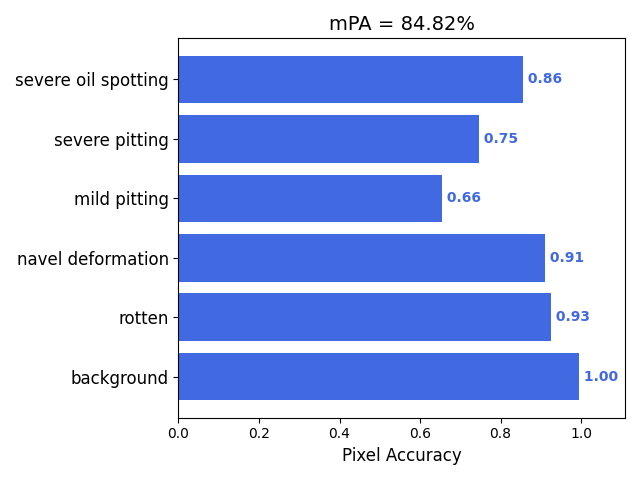 mPA = 84.82%
severe oil spotting 0.86
severe pitting 0.75
mild pitting 0.66
navel deformation 0.91
rotten 0.93
background 1.00
0.0 0.2 0.4 0.6 0.8 1.0
Pixel Accuracy